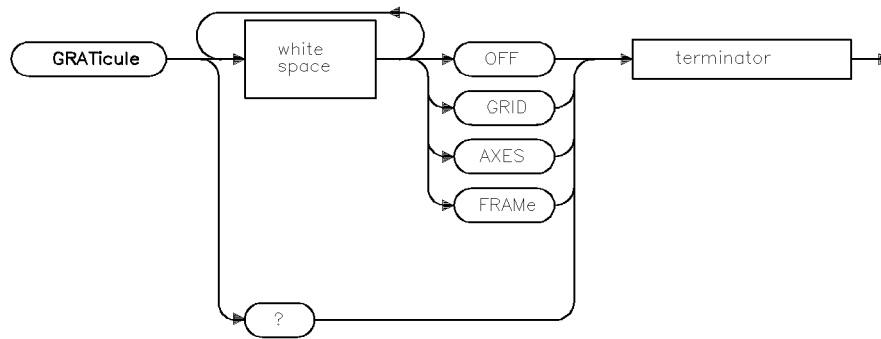 GRATicule
white
space
OFF
GRID
AXES
FRAMe
terminator
?